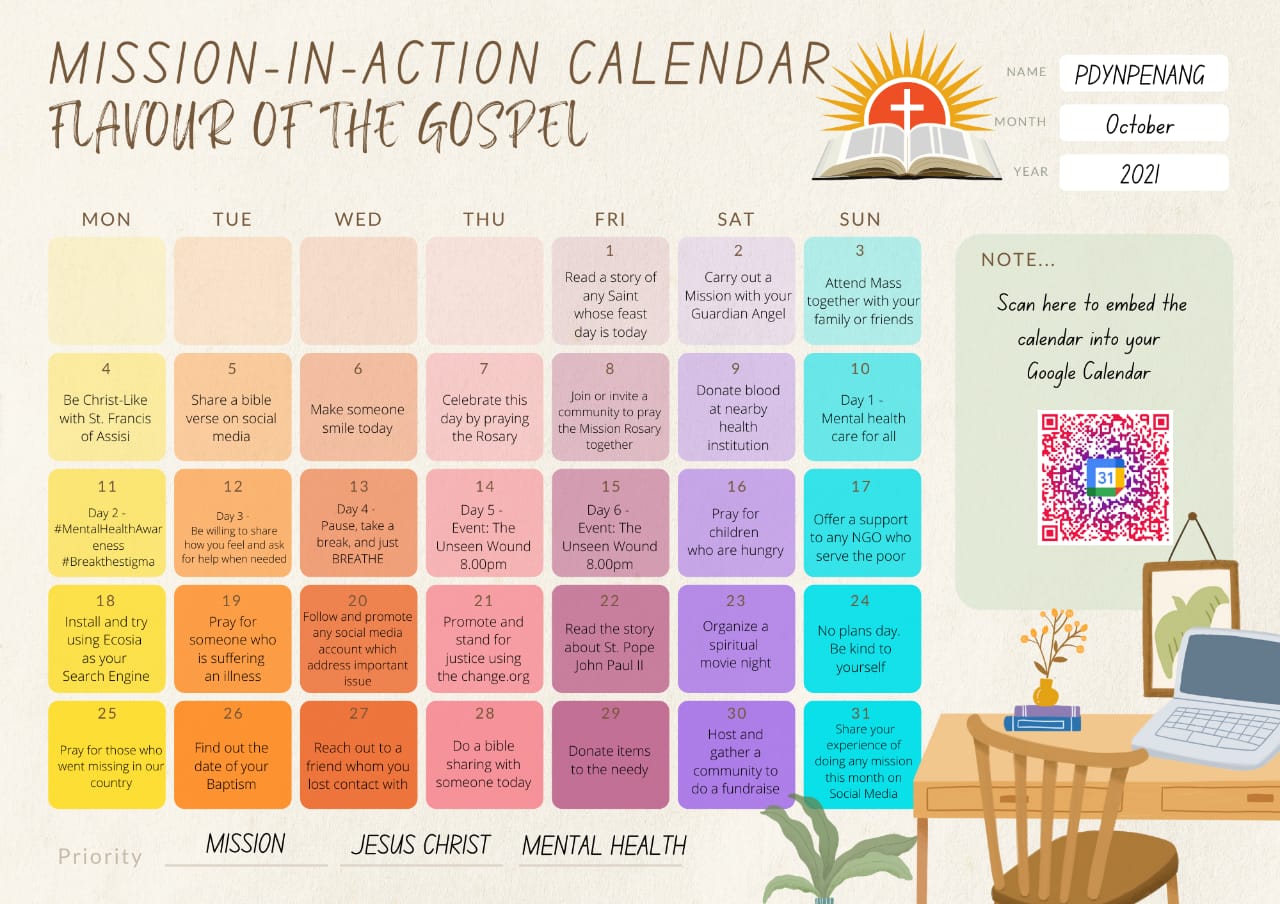 MISSION-IN-ACTION CALENDAR
FLAVOUR OF THE GOSPEL
NAME
PDYNPENANG
MONTH
October
YEAR
2021
MON
TUE
WED
THU
FRI
SAT
SUN
1
Read a story of
any Saint
whose feast
day is today
2
Carry out a
Mission with your
Guardian Angel
3
Attend Mass
together with your
family or friends
4
Be Christ-Like
with St. Francis
of Assisi
5
Share a bible
verse on social
media
6
Make someone
smile today
7
Celebrate this
day by praying
the Rosary
8
Join or invite a
community to pray
the Mission Rosary
together
9
Donate blood
at nearby
health
institution
10
Day 1 -
Mental health
care for all
11
Day 2 -
#MentalHealthAwar
eness
#Breakthestigma
12
Day 3 -
Be willing to share
how you feel and ask
for help when needed
13
Day 4 -
Pause, take a
break, and just
BREATHE
14
Day 5 -
Event: The
Unseen Wound
8.00pm
15
Day 6 -
Event: The
Unseen Wound
8.00pm
16
Pray for
children
who are hungry
17
Offer a support
to any NGO who
serve the poor
18
Install and try
using Ecosia
as your
Search Engine
19
Pray for
someone who
is suffering
an illness
20
Follow and promote
any social media
account which
address important
issue
21
Promote and
stand for
justice using
the change.org
22
Read the story
about St. Pope
John Paul II
23
Organize a
spiritual
movie night
24
No plans day.
Be kind to
yourself
25
Pray for those who
went missing in our
country
26
Find out the
date of your
Baptism
27
Reach out to a
friend whom you
lost contact with
28
Do a bible
sharing with
someone today
29
Donate items
to the needy
30
Host and
gather a
community to
do a fundraise
31
Share your
experience of
doing any mission
this month on
Social Media
NOTE...
Scan here to embed the
calendar into your
Google Calendar
31
Priority
MISSION
JESUS CHRIST
MENTAL HEALTH